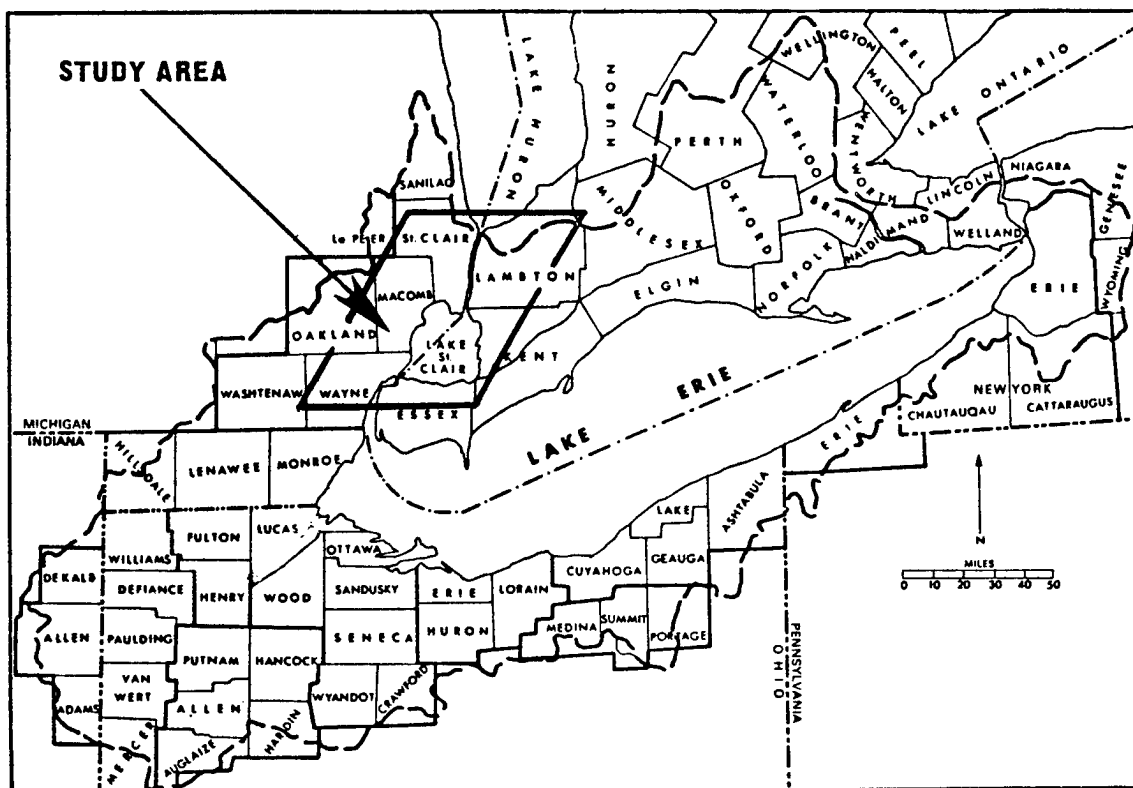 STUDY AREA
LAKE HURON
HURON
WELLINGTON
PEEL
HALTON
WATERLOO
WENTWORTH
LAKE ONTARIO
PERTH
SANILAC
MIDDLESEX
OXFORD
BRANT
LINCOLN
NIAGARA
GENESEE
HALDIMAND
WELLAND
La PEER
St. CLAIR
LAMBTON
NORFOLK
ELGIN
ERIE
WYOMING
MACOMB
OAKLAND
LAKE
St.
CLAIR
KENT
WASHTENAW
WAYNE
ESSEX
LAKE ERIE
NEW YORK
CHAUTAUQAU
CATTARAUGUS
ERIE
MICHIGAN
INDIANA
HILLSDALE
LENAWEE
MONROE
LUCAS
FULTON
WILLIAMS
OTTAWA
LAKE
ASHTABULA
GEAUGA
CUYAHOGA
N
MILES
0 10 20 30 40 50
DEKALB
DEFIANCE
HENRY
WOOD
SANDUSKY
ERIE
LORAIN
ALLEN
PAULDING
PUTNAM
HANCOCK
SENECA
HURON
MEDINA
SUMMIT
PORTAGE
PENNSYLVANIA
OHIO
VAN
WERT
ADAMS
ALLEN
WYANDOT
CRAWFORD
HARDIN
MERCER
AUGLAIZE